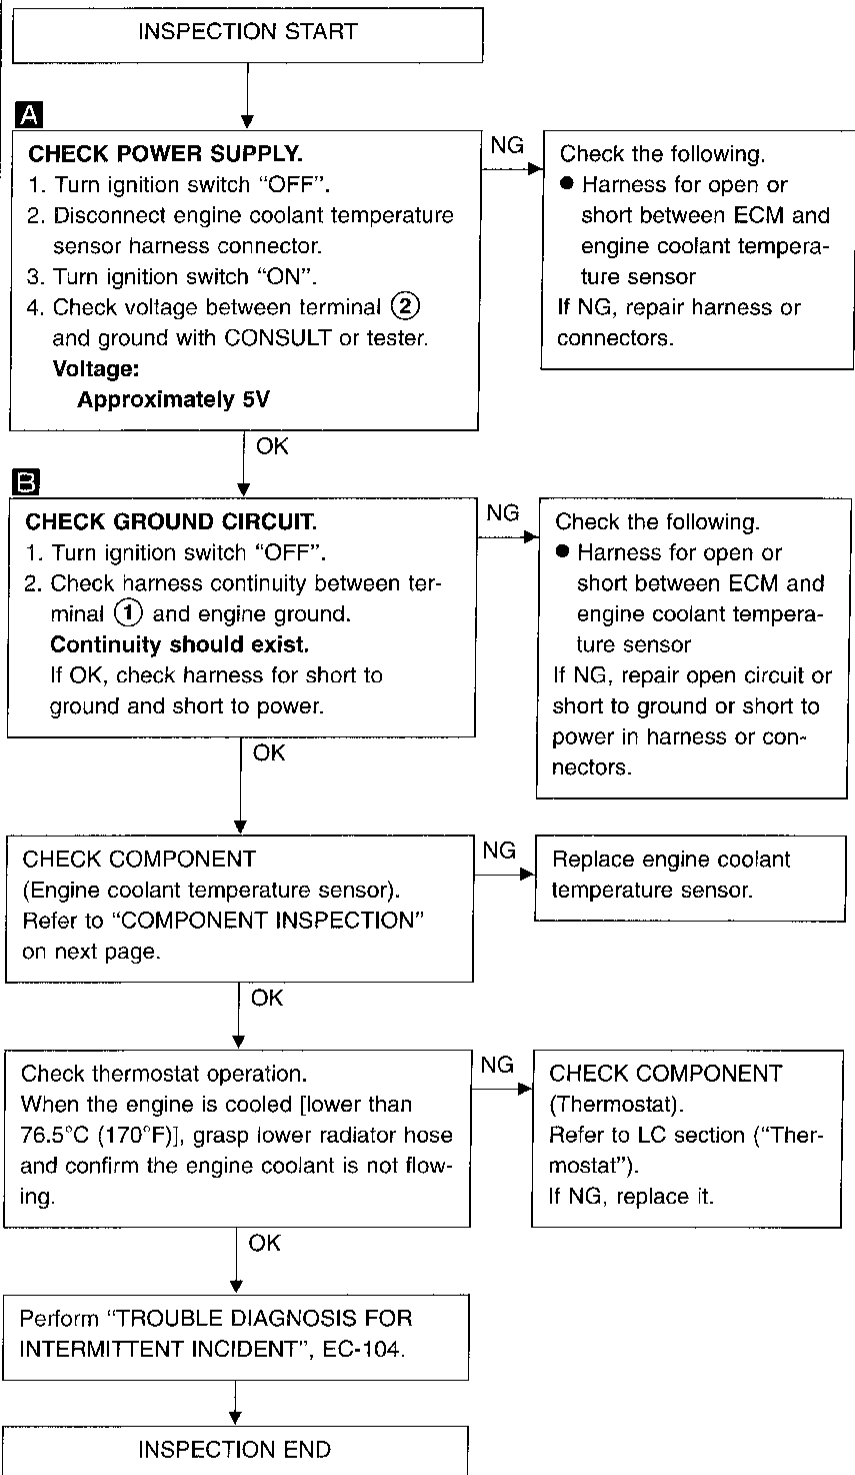 INSPECTION START
A
CHECK POWER SUPPLY.
1. Turn ignition switch “OFF”.
2. Disconnect engine coolant temperature
sensor harness connector.
3. Turn ignition switch “ON”.
4. Check voltage between terminal ②
and ground with CONSULT or tester.
Voltage:
Approximately 5V
NG
Check the following.
● Harness for open or
short between ECM and
engine coolant tempera-
ture sensor
If NG, repair harness or
connectors.
OK
B
CHECK GROUND CIRCUIT.
1. Turn ignition switch “OFF”.
2. Check harness continuity between ter-
minal ① and engine ground.
Continuity should exist.
If OK, check harness for short to
ground and short to power.
NG
Check the following.
● Harness for open or
short between ECM and
engine coolant tempera-
ture sensor
If NG, repair open circuit or
short to ground or short to
power in harness or con-
nectors.
OK
CHECK COMPONENT
(Engine coolant temperature sensor).
Refer to “COMPONENT INSPECTION”
on next page.
NG
Replace engine coolant
temperature sensor.
OK
Check thermostat operation.
When the engine is cooled [lower than
76.5°C (170°F)], grasp lower radiator hose
and confirm the engine coolant is not flow-
ing.
NG
CHECK COMPONENT
(Thermostat).
Refer to LC section (“Ther-
mostat”).
If NG, replace it.
OK
Perform “TROUBLE DIAGNOSIS FOR
INTERMITTENT INCIDENT”, EC-104.
INSPECTION END